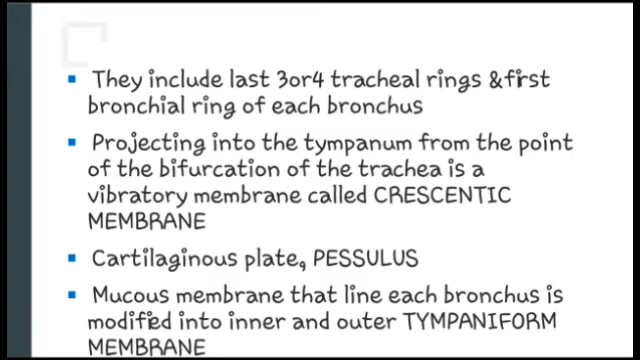 They include last 3or4 tracheal rings &first
bronchial ring of each bronchus
Projecting into the tympanum from the point
of the bifurcation of the trachea is a
vibratory membrane called CRESCENTIC
MEMBRANE
Cartilaginous plate, PESSULUS
Mucous membrane that line each bronchus is
modified into inner and outer TYMPANIFORM
MEMBRANE